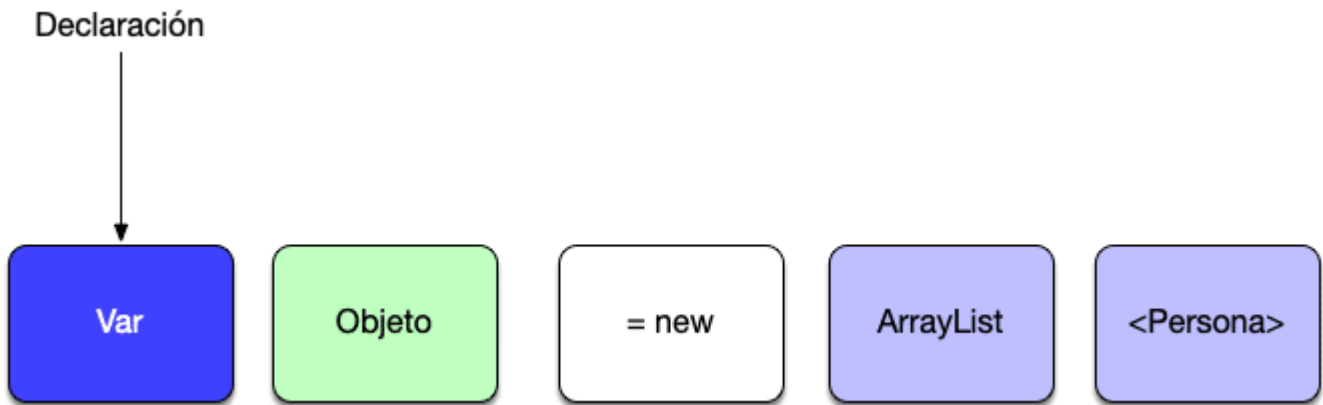 Declaración
Var
Objeto
= new
ArrayList
<Persona>